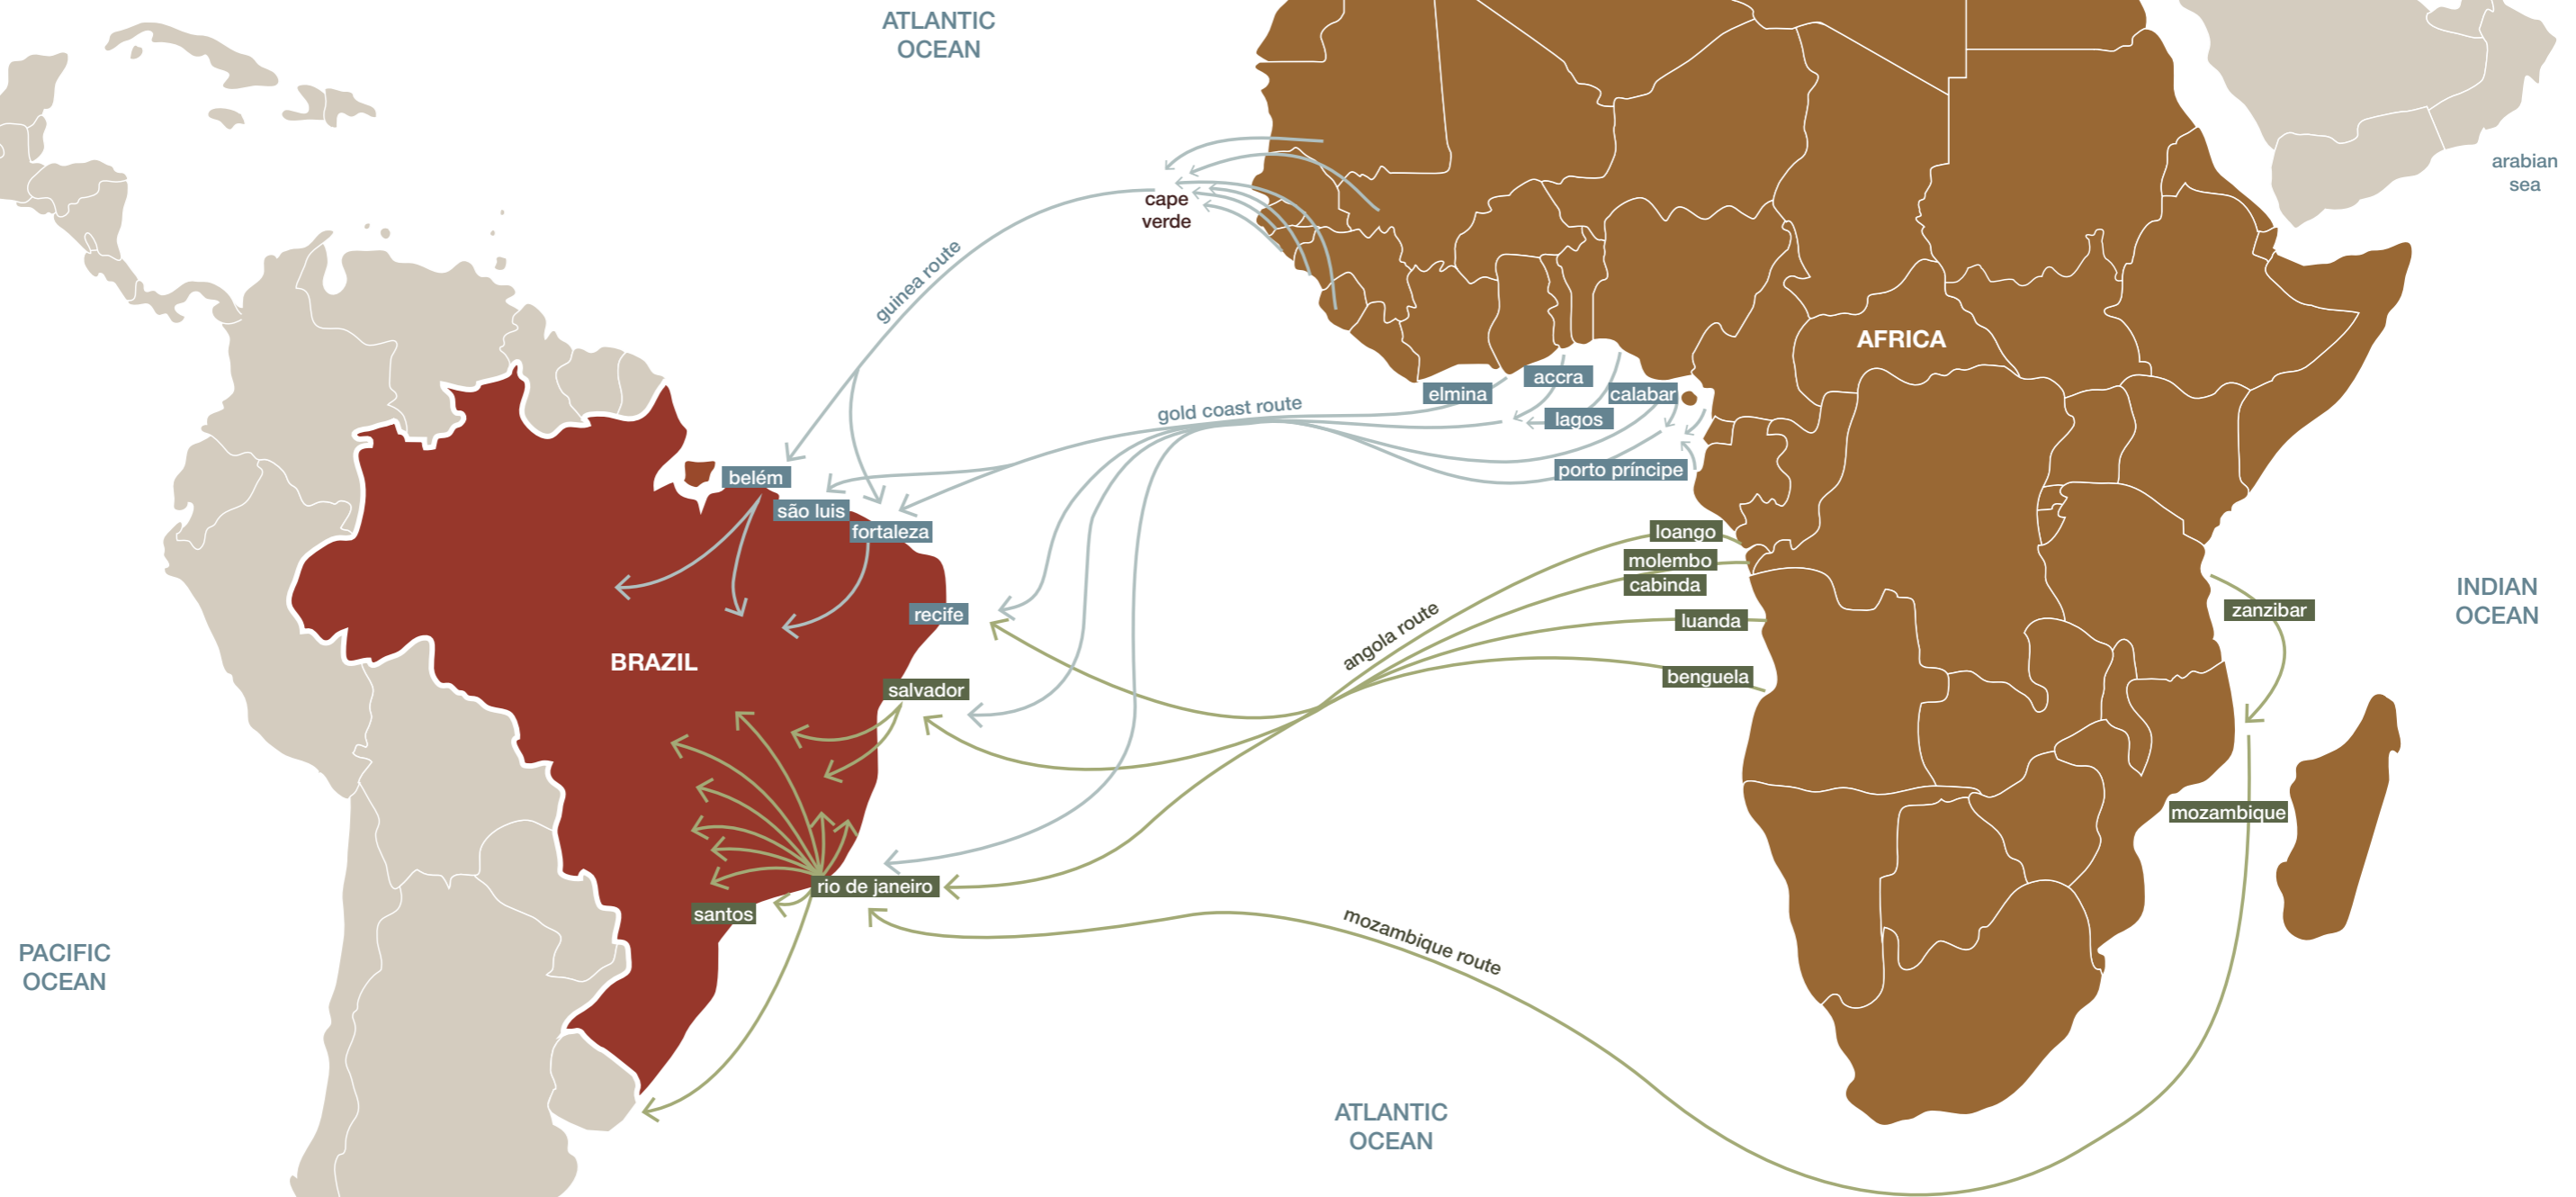 ATLANTIC
OCEAN
arabian
sea
cape
verde
guinea route
AFRICA
accra
elmina
calabar
gold coast route
lagos
porto príncipe
belém
são luis
fortaleza
loango
molembo
cabinda
INDIAN
OCEAN
zanzibar
recife
luanda
angola route
BRAZIL
benguela
salvador
mozambique
rio de janeiro
santos
mozambique route
PACIFIC
OCEAN
ATLANTIC
OCEAN